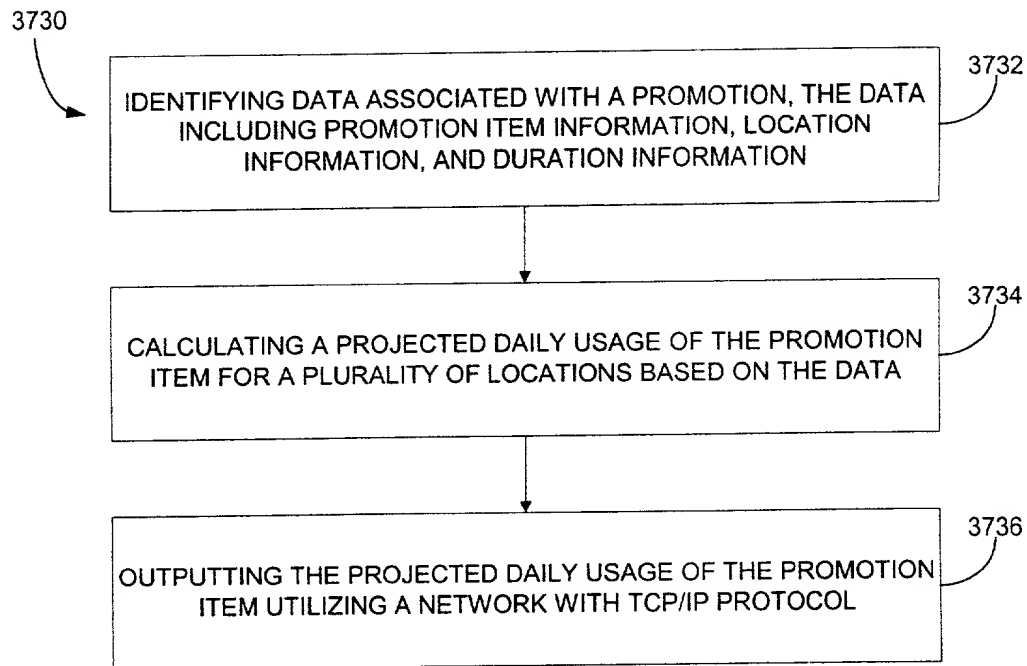 3730
3732
IDENTIFYING DATA ASSOCIATED WITH A PROMOTION, THE DATA
INCLUDING PROMOTION ITEM INFORMATION, LOCATION
INFORMATION, AND DURATION INFORMATION
3734
CALCULATING A PROJECTED DAILY USAGE OF THE PROMOTION
ITEM FOR A PLURALITY OF LOCATIONS BASED ON THE DATA
3736
OUTPUTTING THE PROJECTED DAILY USAGE OF THE PROMOTION
ITEM UTILIZING A NETWORK WITH TCP/IP PROTOCOL